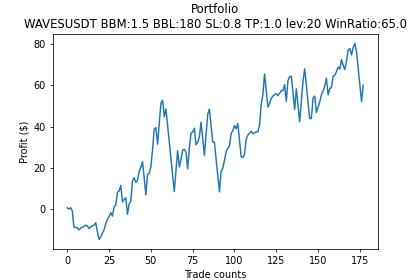 Portfolio
WAVESUSDT BBM:1.5 BBL:180 SL:0.8 TP:1.0 lev:20 WinRatio:65.0
80
60
40
20
0
Profit ($)
0 25 50 75 100 125 150 175
Trade counts